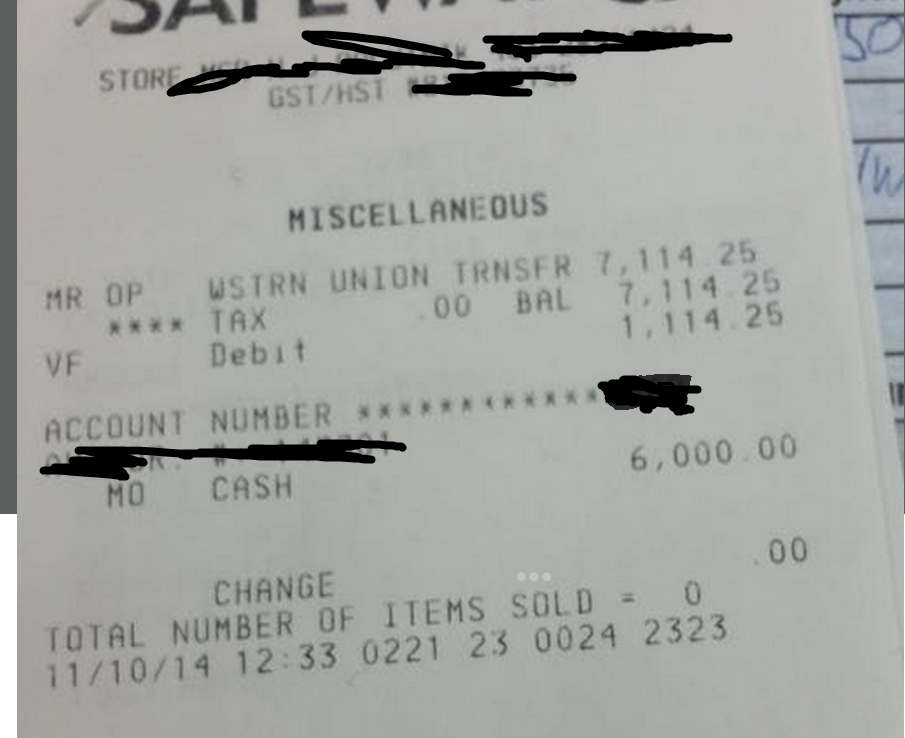 STORE
GST/HST
MISCELLANEOUS
MR OP WSTRN UNION TRNSFR 7,114.25
**** TAX .00 BAL 7,114.25
VF Debit 1,114.25
ACCOUNT NUMBER ************
MO CASH 6,000.00
CHANGE .00
TOTAL NUMBER OF ITEMS SOLD = 0
11/10/14 12:33 0221 23 0024 2323
50